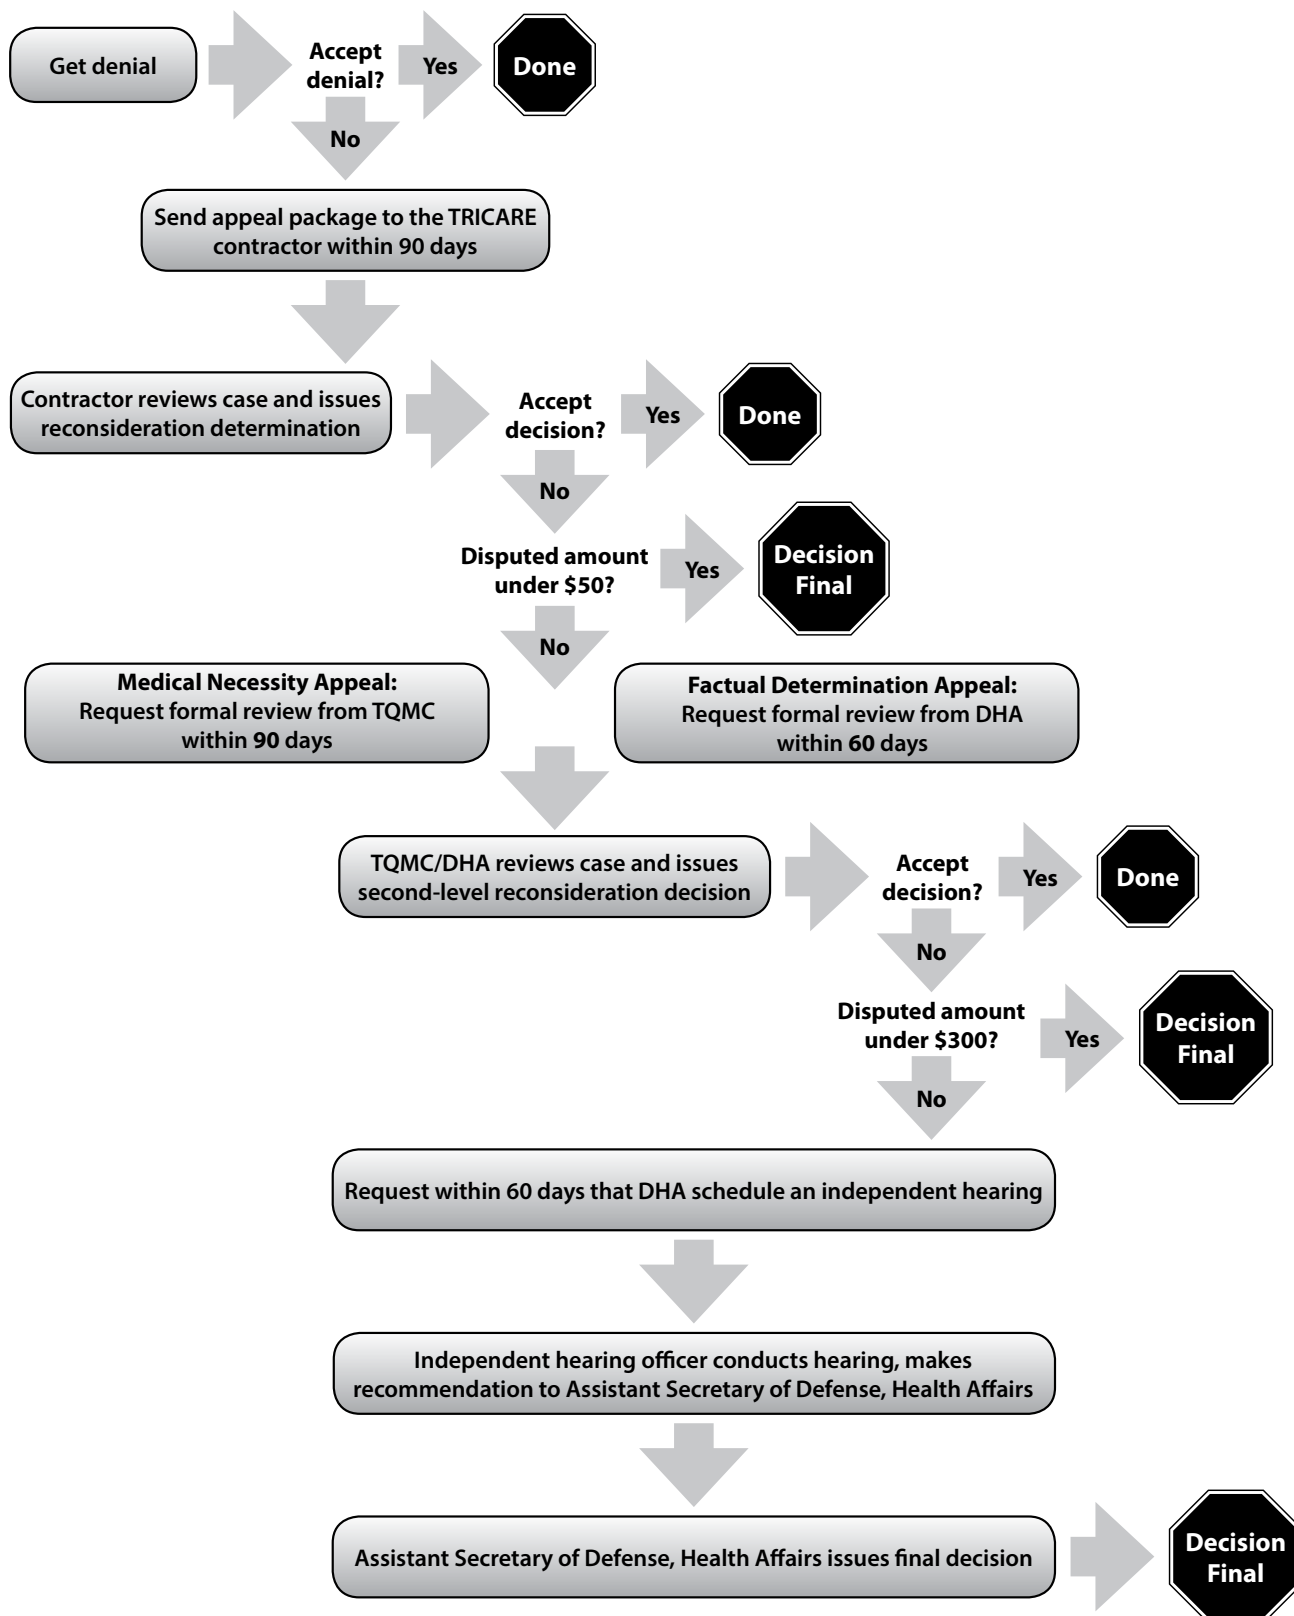 Get denial
Accept
denial?
Yes
Done
No
Send appeal package to the TRICARE
contractor within 90 days
Contractor reviews case and issues
reconsideration determination
Accept
decision?
Yes
Done
No
Disputed amount
under $50?
Yes
Decision
Final
No
Medical Necessity Appeal:
Request formal review from TQMC
within 90 days
Factual Determination Appeal:
Request formal review from DHA
within 60 days
TQMC/DHA reviews case and issues
second-level reconsideration decision
Accept
decision?
Yes
Done
No
Disputed amount
under $300?
Yes
Decision
Final
No
Request within 60 days that DHA schedule an independent hearing
Independent hearing officer conducts hearing, makes
recommendation to Assistant Secretary of Defense, Health Affairs
Assistant Secretary of Defense, Health Affairs issues final decision
Decision
Final